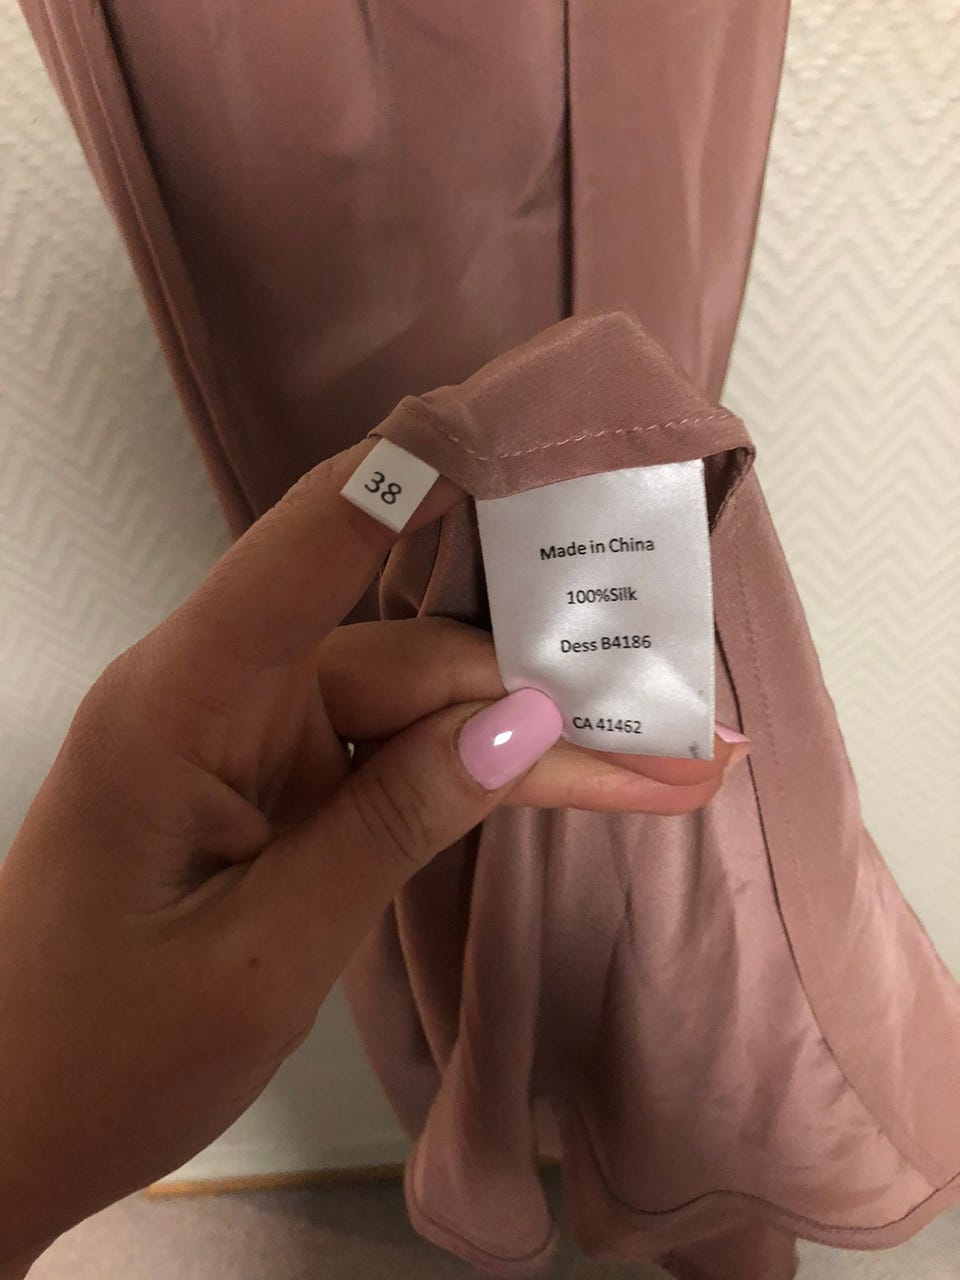 38
Made in China
100%Silk
Dess B4186
CA 41462